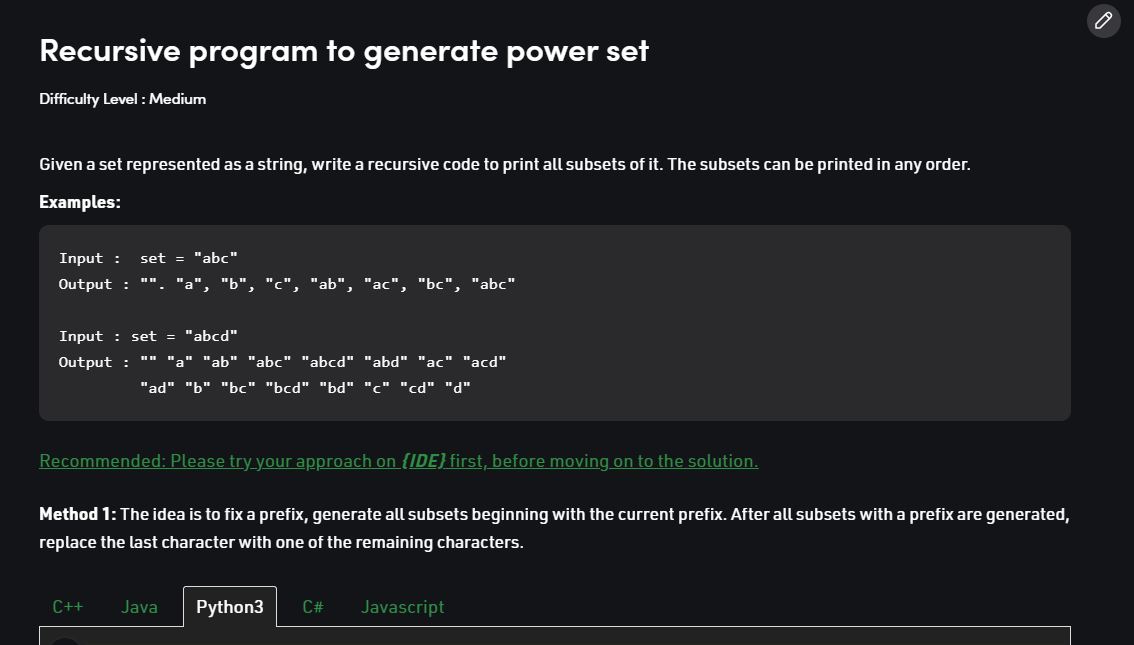 Recursive program to generate power set
Difficulty Level : Medium
Given a set represented as a string, write a recursive code to print all subsets of it. The subsets can be printed in any order.
Examples:
Input :  set = "abc"
Output : "". "a", "b", "c", "ab", "ac", "bc", "abc"
Input : set = "abcd"
Output : "" "a" "ab" "abc" "abcd" "abd" "ac" "acd"
"ad" "b" "bc" "bcd" "bd" "c" "cd" "d"
Recommended: Please try your approach on {IDE} first, before moving on to the solution.
Method 1: The idea is to fix a prefix, generate all subsets beginning with the current prefix. After all subsets with a prefix are generated,
replace the last character with one of the remaining characters.
C++ Java Python3 C# Javascript